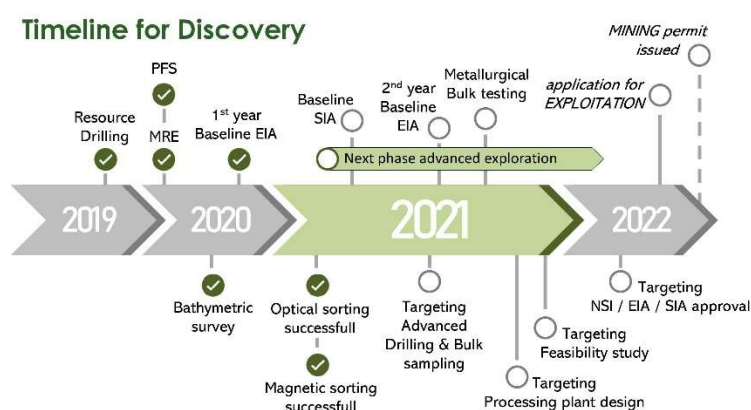 Timeline for Discovery
MINING permit
issued
PFS
Metallurgical
Bulk testing
2nd year
Baseline
EIA
application for
EXPLOITATION
Baseline
SIA
1st year
Baseline EIA
Resource
Drilling
MRE
Next phase advanced exploration
2019
2020
2021
2022
Bathymetric
survey
Optical sorting
successfull
Magnetic sorting
successfull
Targeting
Advanced
Drilling & Bulk
sampling
Targeting
Processing plant design
Targeting
Feasibility study
Targeting
NSI / EIA / SIA approval